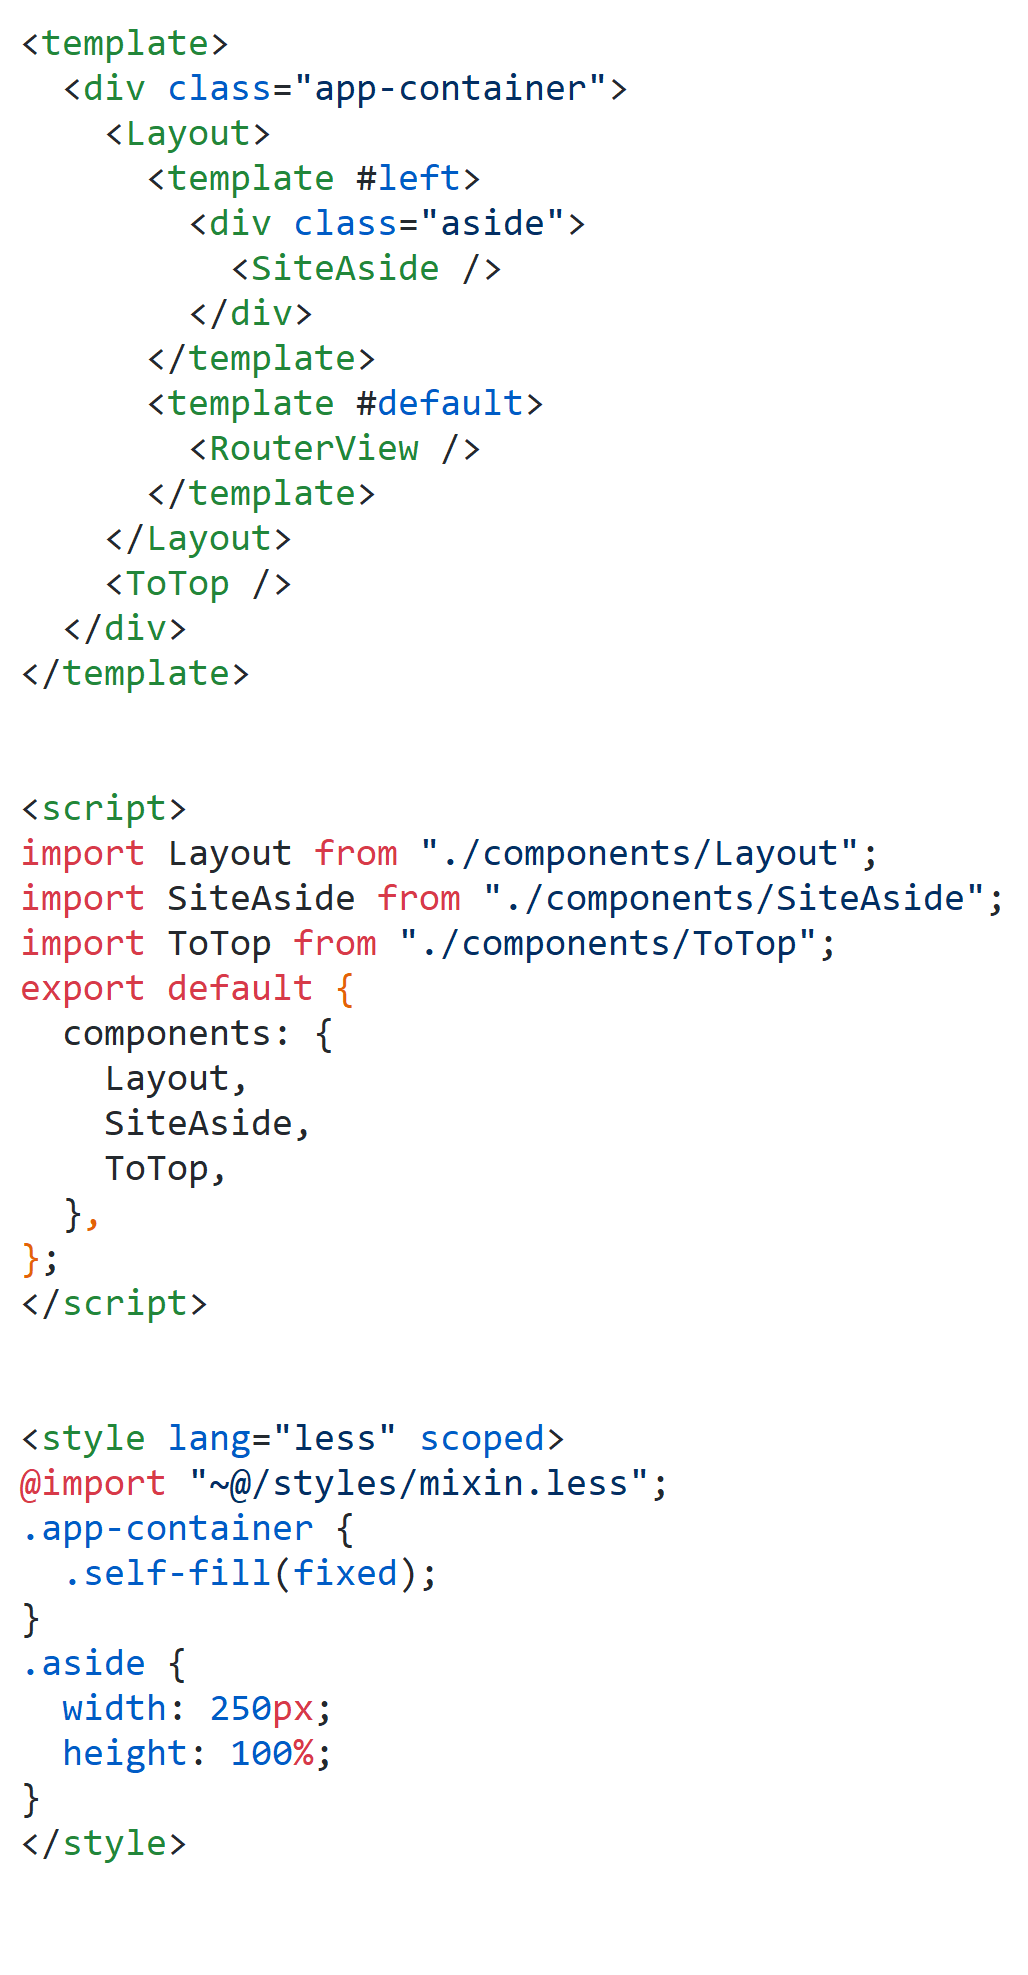 <template>
  <div class="app-container">
    <Layout>
      <template #left>
        <div class="aside">
          <SiteAside />
        </div>
      </template>
      <template #default>
        <RouterView />
      </template>
    </Layout>
    <ToTop />
  </div>
</template>

<script>
import Layout from "./components/Layout";
import SiteAside from "./components/SiteAside";
import ToTop from "./components/ToTop";
export default {
  components: {
    Layout,
    SiteAside,
    ToTop,
  },
};
</script>

<style lang="less" scoped>
@import "~@/styles/mixin.less";
.app-container {
  .self-fill(fixed);
}
.aside {
  width: 250px;
  height: 100%;
}
</style>